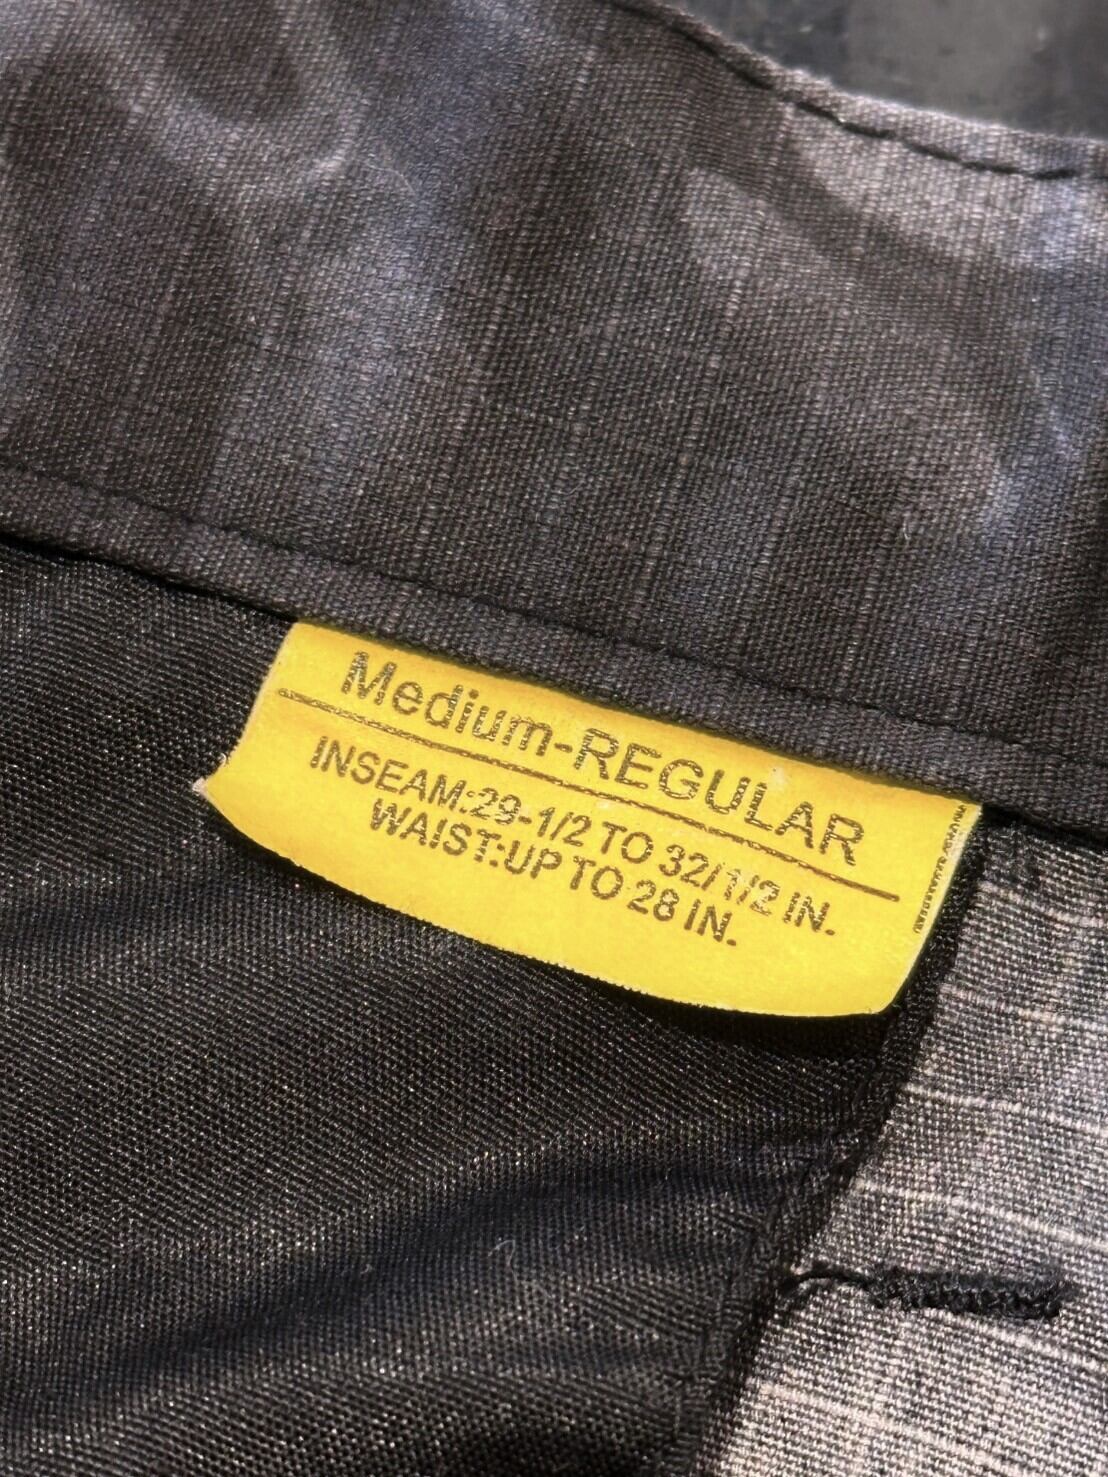 Medium-REGULAR
INSEAM:29-1/2 TO 32/1/2 IN.
WAIST:UP TO 28 IN.